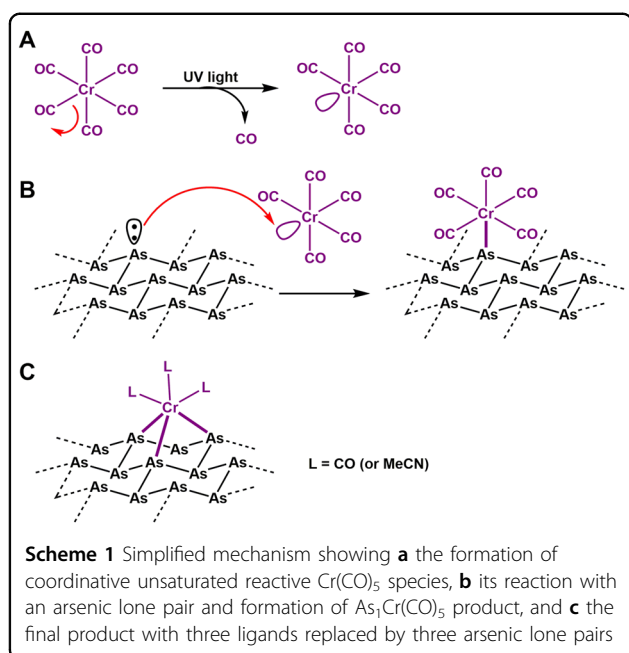 A
CO
OC CO
Cr
OC CO
CO
UV light
CO
CO
OC CO
Cr
CO
CO
B
CO
OC CO
Cr
CO
CO
As As As As
As As As As
As As As As
CO
OC CO
Cr
OC CO
As As As As
As As As As
As As As As
C
L
L L
Cr
As As As As
As As As As
As As As As
L = CO (or MeCN)
Scheme 1 Simplified mechanism showing a the formation of
coordinative unsaturated reactive Cr(CO)₅ species, b its reaction with
an arsenic lone pair and formation of As₁Cr(CO)₅ product, and c the
final product with three ligands replaced by three arsenic lone pairs